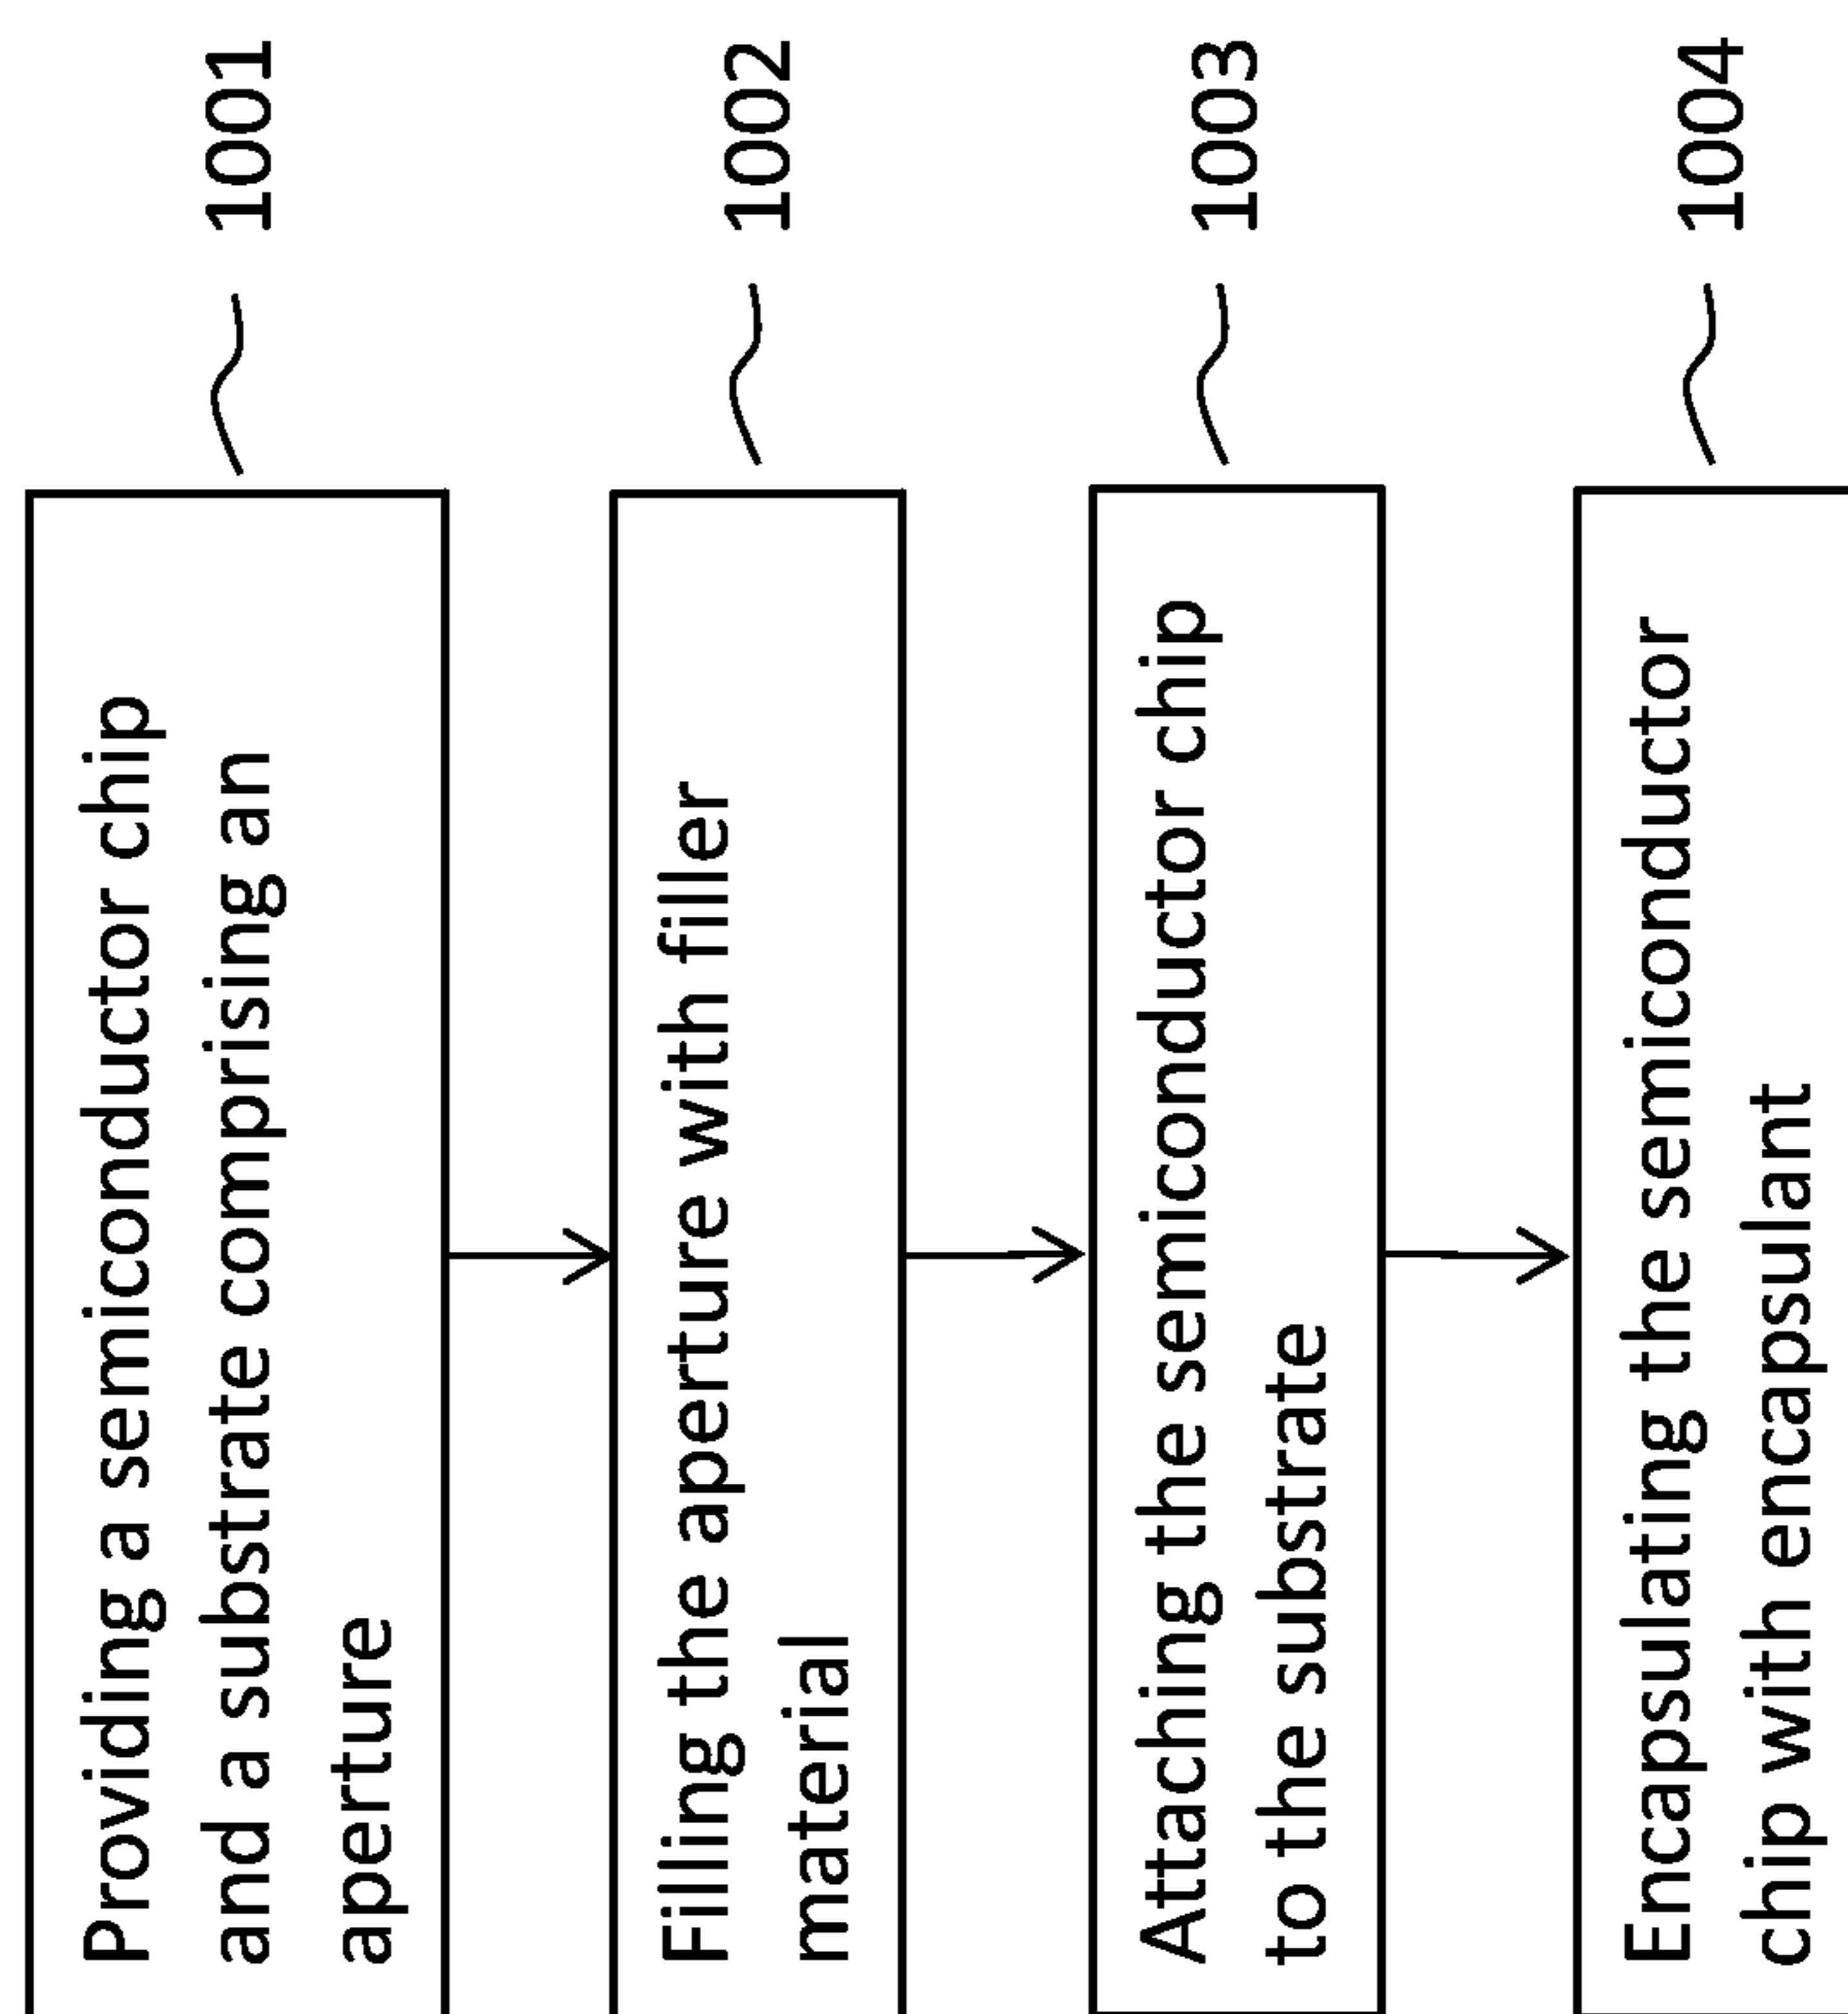 Providing a semiconductor chip
and a substrate comprising an
aperture
1001
Filling the aperture with filler
material
1002
Attaching the semiconductor chip
to the substrate
1003
Encapsulating the semiconductor
chip with encapsulant
1004